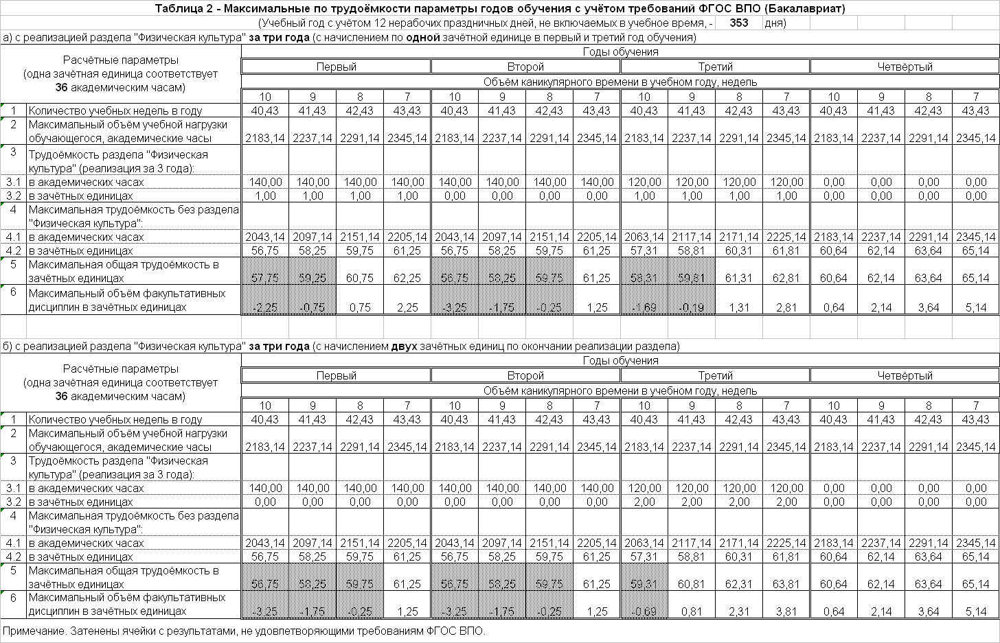 Таблица 2 - Максимальные по трудоёмкости параметры годов обучения с учётом требований ФГОС ВПО (Бакалавриат)
(Учебный год с учётом 12 нерабочих праздничных дней, не включаемых в учебное время, - 353 дня)
а) с реализацией раздела "Физическая культура" за три года (с начислением по одной зачётной единице в первый и третий год обучения)
Расчётные параметры
(одна зачётная единица соответствует
36 академическим часам)
Годы обучения
Первый Второй Третий Четвёртый
Объём каникулярного времени в учебном году, недель
10 9 8 7 10 9 8 7 10 9 8 7 10 9 8 7
1 Количество учебных недель в году 40,43 41,43 42,43 43,43 40,43 41,43 42,43 43,43 40,43 41,43 42,43 43,43 40,43 41,43 42,43 43,43
2 Максимальный объём учебной нагрузки
обучающегося, академические часы 2183,14 2237,14 2291,14 2345,14 2183,14 2237,14 2291,14 2345,14 2183,14 2237,14 2291,14 2345,14 2183,14 2237,14 2291,14 2345,14
3 Трудоёмкость раздела "Физическая
культура" (реализация за 3 года):
3.1 в академических часах 140,00 140,00 140,00 140,00 140,00 140,00 140,00 140,00 120,00 120,00 120,00 120,00 0,00 0,00 0,00 0,00
3.2 в зачётных единицах 1,00 1,00 1,00 1,00 0,00 0,00 0,00 0,00 1,00 1,00 1,00 1,00 0,00 0,00 0,00 0,00
4 Максимальная трудоёмкость без раздела
"Физическая культура":
4.1 в академических часах 2043,14 2097,14 2151,14 2205,14 2043,14 2097,14 2151,14 2205,14 2063,14 2117,14 2171,14 2225,14 2183,14 2237,14 2291,14 2345,14
4.2 в зачётных единицах 56,75 58,25 59,75 61,25 56,75 58,25 59,75 61,25 57,31 58,81 60,31 61,81 60,64 62,14 63,64 65,14
5 Максимальная общая трудоёмкость в
зачётных единицах 57,75 59,25 60,75 62,25 56,75 58,25 59,75 61,25 58,31 59,81 61,31 62,81 60,64 62,14 63,64 65,14
6 Максимальный объём факультативных
дисциплин в зачётных единицах -2,25 -0,75 0,75 2,25 -3,25 -1,75 -0,25 1,25 -1,69 -0,19 1,31 2,81 0,64 2,14 3,64 5,14
б) с реализацией раздела "Физическая культура" за три года (с начислением двух зачётных единиц по окончании реализации раздела)
Расчётные параметры
(одна зачётная единица соответствует
36 академическим часам)
Годы обучения
Первый Второй Третий Четвёртый
Объём каникулярного времени в учебном году, недель
10 9 8 7 10 9 8 7 10 9 8 7 10 9 8 7
1 Количество учебных недель в году 40,43 41,43 42,43 43,43 40,43 41,43 42,43 43,43 40,43 41,43 42,43 43,43 40,43 41,43 42,43 43,43
2 Максимальный объём учебной нагрузки
обучающегося, академические часы 2183,14 2237,14 2291,14 2345,14 2183,14 2237,14 2291,14 2345,14 2183,14 2237,14 2291,14 2345,14 2183,14 2237,14 2291,14 2345,14
3 Трудоёмкость раздела "Физическая
культура" (реализация за 3 года):
3.1 в академических часах 140,00 140,00 140,00 140,00 140,00 140,00 140,00 140,00 120,00 120,00 120,00 120,00 0,00 0,00 0,00 0,00
3.2 в зачётных единицах 0,00 0,00 0,00 0,00 0,00 0,00 0,00 0,00 2,00 2,00 2,00 2,00 0,00 0,00 0,00 0,00
4 Максимальная трудоёмкость без раздела
"Физическая культура":
4.1 в академических часах 2043,14 2097,14 2151,14 2205,14 2043,14 2097,14 2151,14 2205,14 2063,14 2117,14 2171,14 2225,14 2183,14 2237,14 2291,14 2345,14
4.2 в зачётных единицах 56,75 58,25 59,75 61,25 56,75 58,25 59,75 61,25 57,31 58,81 60,31 61,81 60,64 62,14 63,64 65,14
5 Максимальная общая трудоёмкость в
зачётных единицах 56,75 58,25 59,75 61,25 56,75 58,25 59,75 61,25 59,31 60,81 62,31 63,81 60,64 62,14 63,64 65,14
6 Максимальный объём факультативных
дисциплин в зачётных единицах -3,25 -1,75 -0,25 1,25 -3,25 -1,75 -0,25 1,25 -0,69 0,81 2,31 3,81 0,64 2,14 3,64 5,14
Примечание. Затенены ячейки с результатами, не удовлетворяющими требованиям ФГОС ВПО.